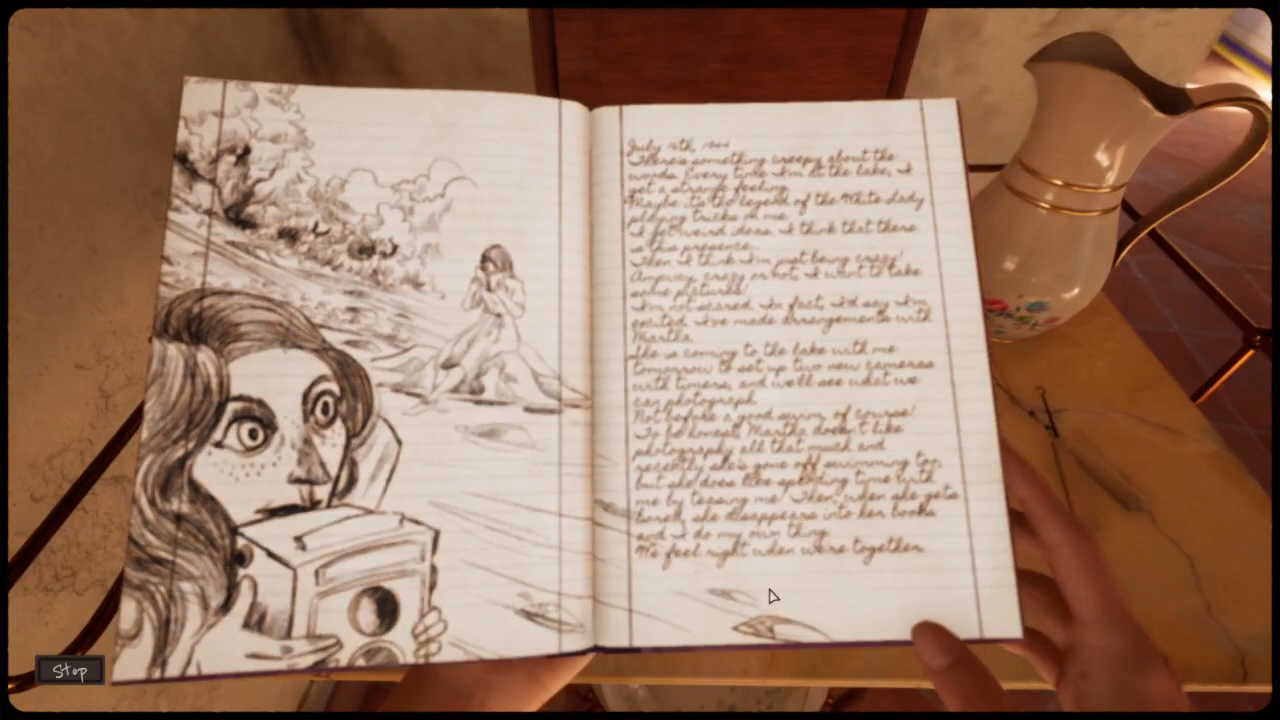 July
There's something creepy about the
woods. Every time I'm at the lake, I
get a strange feeling.
Maybe it's the legend of the White Lady
playing tricks on me.
I get weird ideas. I think that there
is this presence.
Then I think I'm just being crazy!
Anyway, crazy or not, I want to take
some pictures!
I'm not scared. In fact, I'd say I'm
excited. I've made arrangements with
Martha.
She is coming to the lake with me
tomorrow to set up two new cameras
with timers, and we'll see what we
can photograph.
Not before a good swim, of course!
To be honest, Martha doesn't like
photography all that much and
recently she's gone off swimming too,
but she does like spending time with
me by teasing me! Then, when she gets
bored, she disappears into her books
and I do my own thing.
We feel right when we're together.
Stop